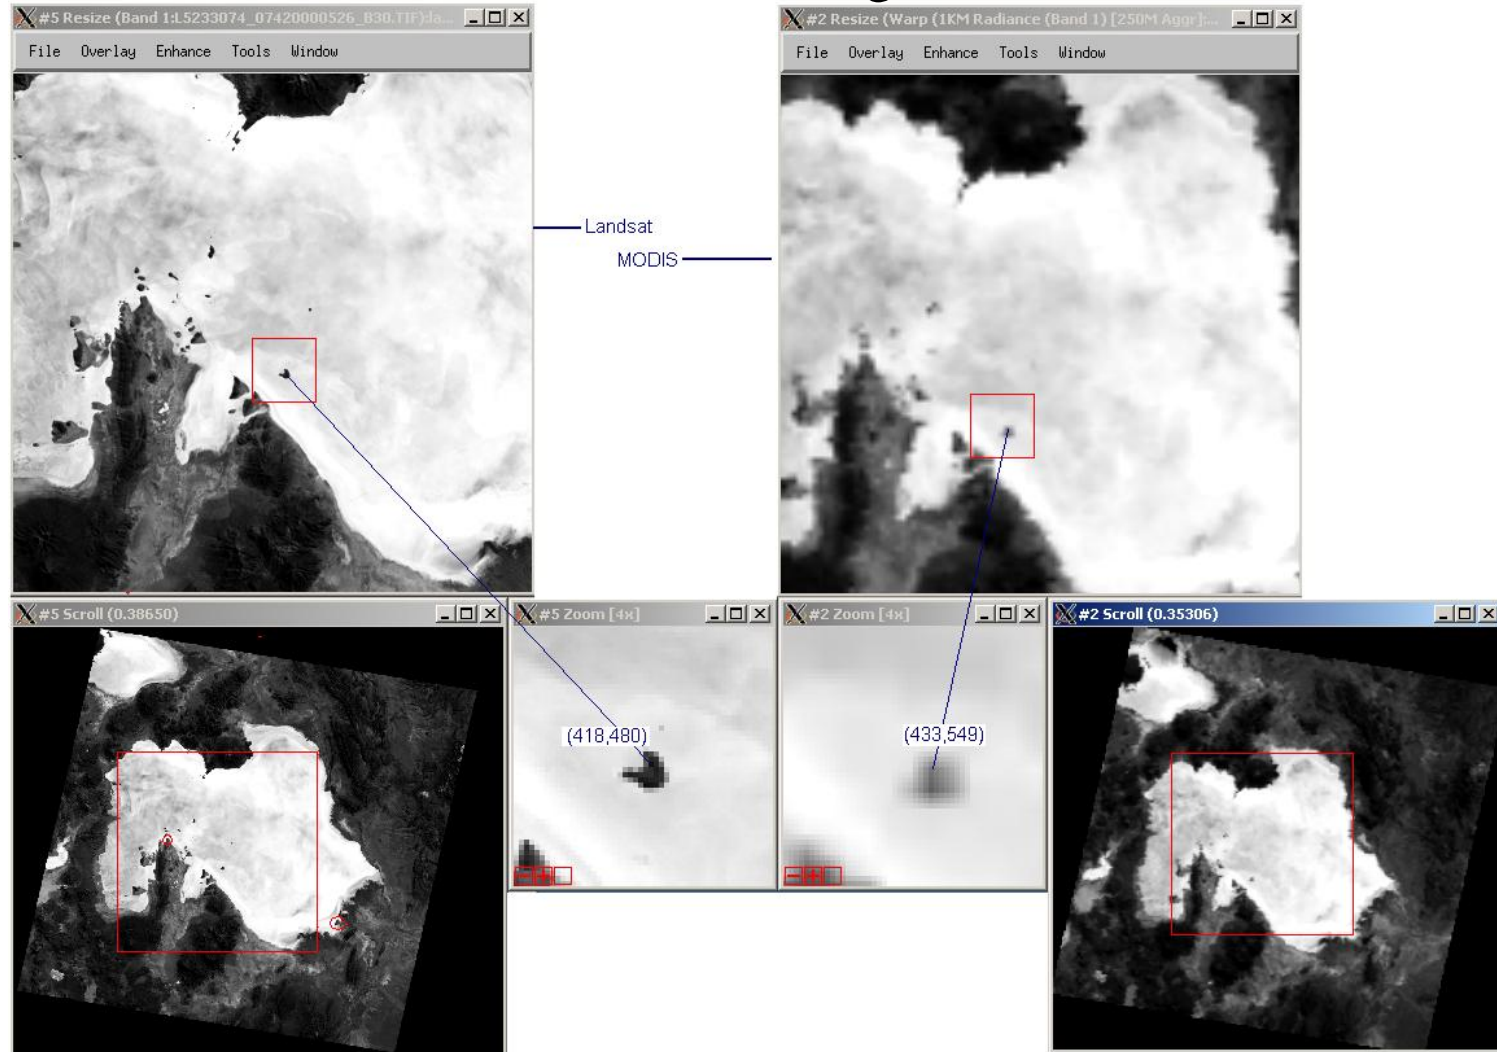 #5 Resize (Band 1:L5233074_07420000526_B30.TIF):la...
File Overlay Enhance Tools Window
#2 Resize (Warp (1KM Radiance (Band 1) [250M Aggr]:...
File Overlay Enhance Tools Window
Landsat
MODIS
#5 Scroll (0.38650)
#5 Zoom [4x]
#2 Zoom [4x]
#2 Scroll (0.35306)
(418,480)
(433,549)